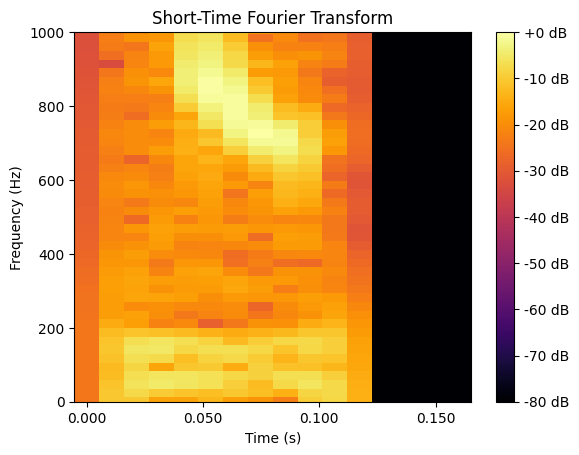 Short-Time Fourier Transform
1000
800
600
400
200
0
Frequency (Hz)
0.000
0.050
0.100
0.150
Time (s)
+0 dB
-10 dB
-20 dB
-30 dB
-40 dB
-50 dB
-60 dB
-70 dB
-80 dB